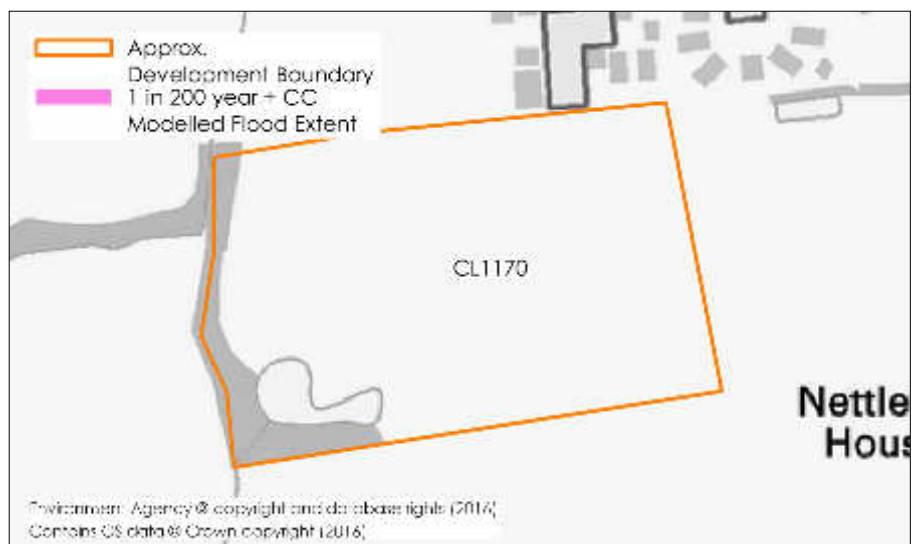 Approx.
Development Boundary
1 in 200 year + CC
Modelled Flood Extent
CL1170
Nettle
Hous
Environment Agency © copyright and database rights (2016)
Contains OS data © Crown copyright (2016)